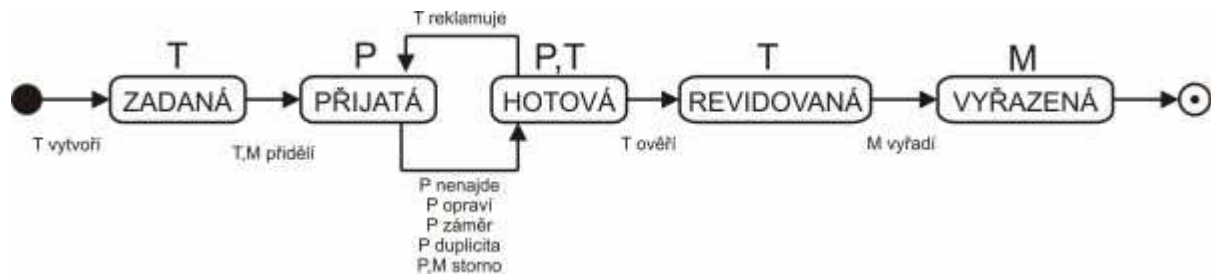 T reklamuje
T
P
P,T
T
M
ZADANÁ
PŘIJATÁ
HOTOVÁ
REVIDOVANÁ
VYŘAZENÁ
T vytvoří
T,M přidělí
T ověří
M vyřadí
P nenajde
P opraví
P záměr
P duplicita
P,M storno